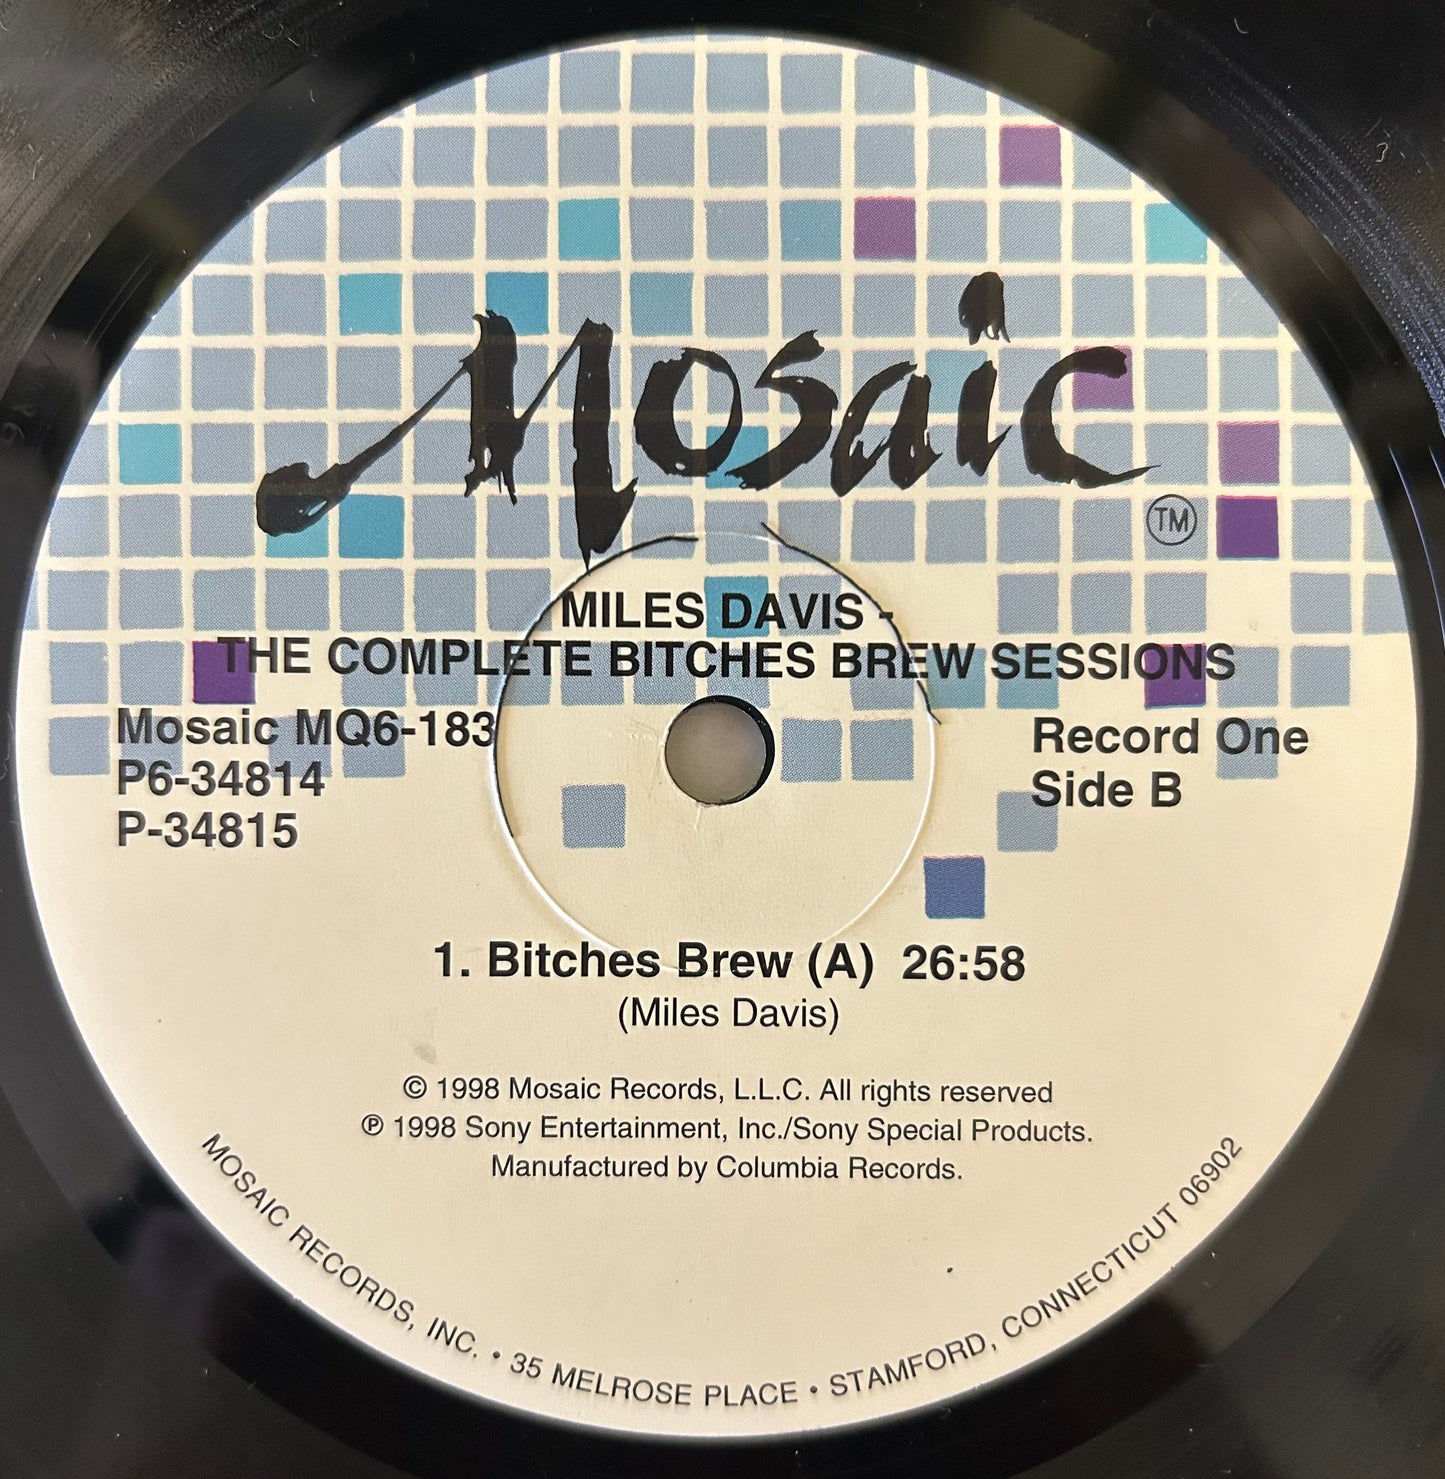 Mosaic
TM
MILES DAVIS -
THE COMPLETE BITCHES BREW SESSIONS
Mosaic MQ6-183
P6-34814
P-34815
Record One
Side B
1. Bitches Brew (A) 26:58
(Miles Davis)
© 1998 Mosaic Records, L.L.C. All rights reserved
℗ 1998 Sony Entertainment, Inc./Sony Special Products.
Manufactured by Columbia Records.
MOSAIC RECORDS, INC. • 35 MELROSE PLACE • STAMFORD, CONNECTICUT 06902